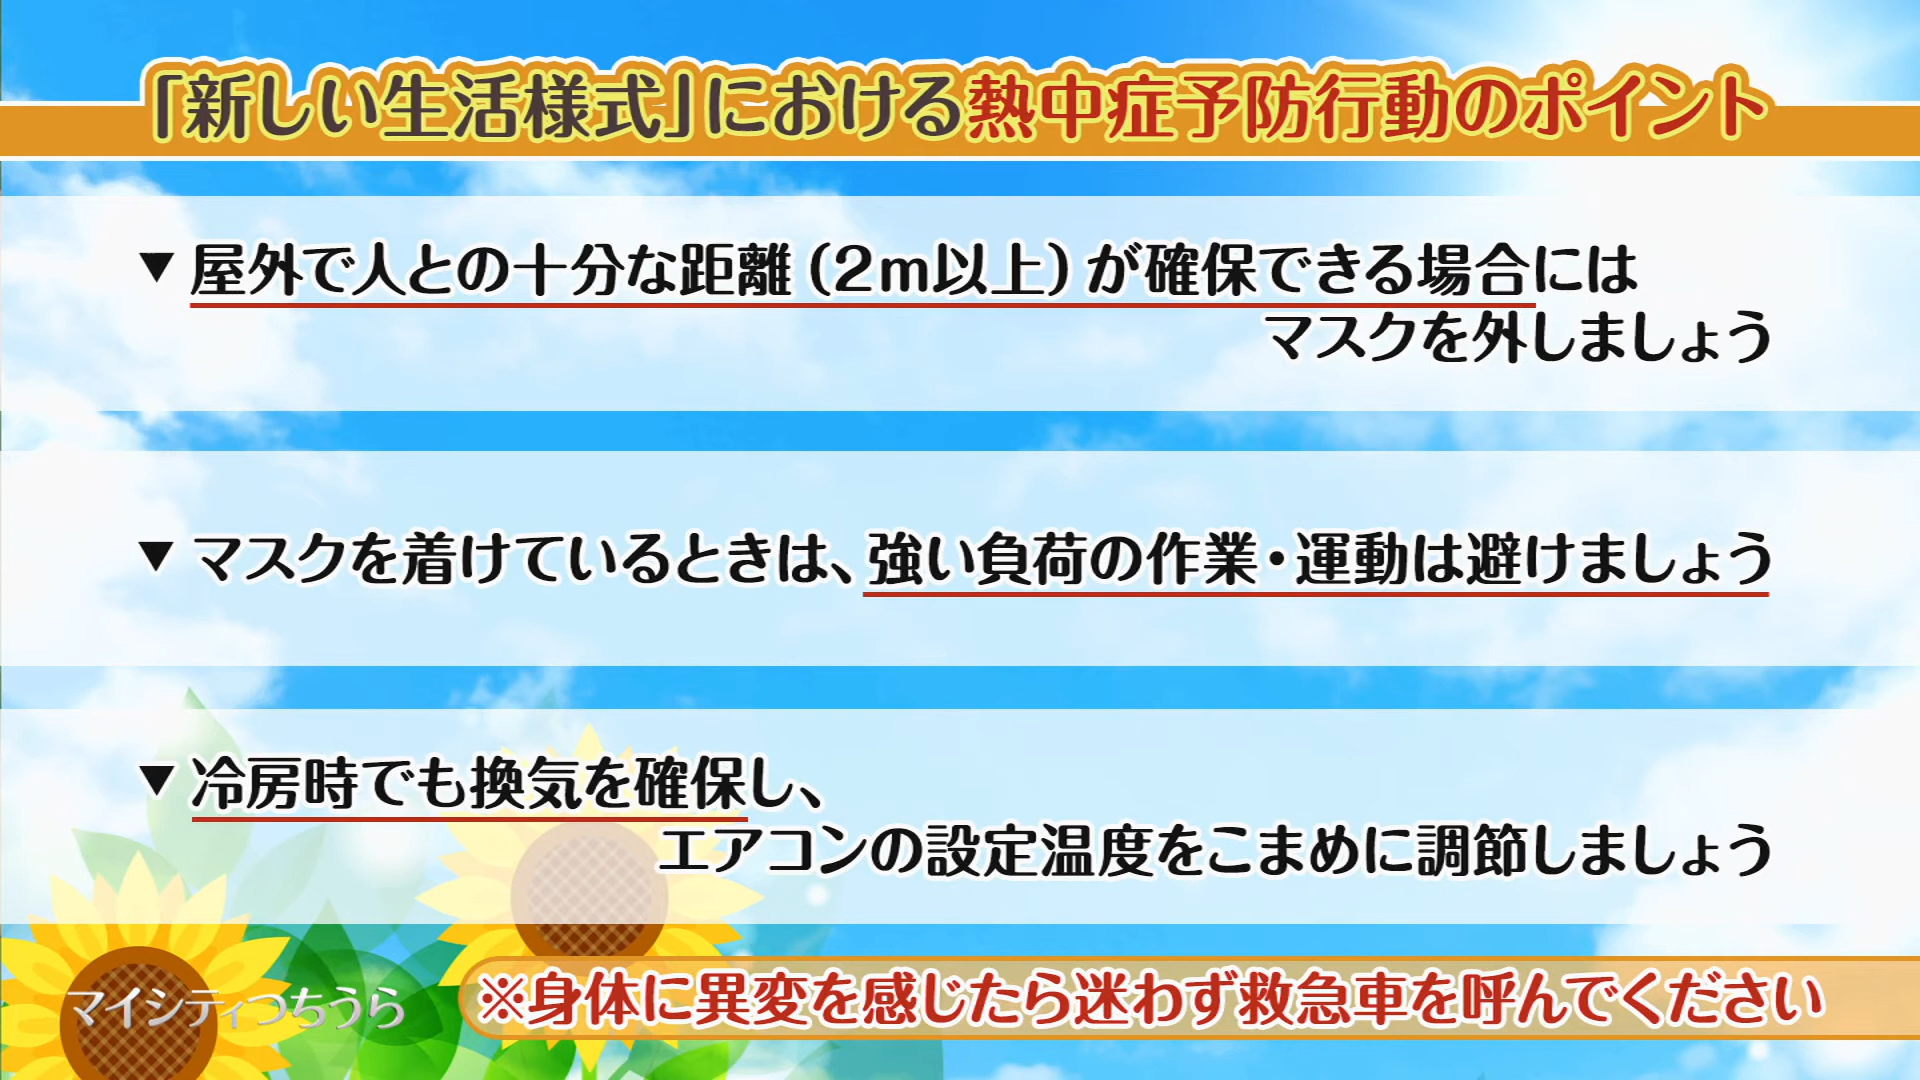 「新しい生活様式」における熱中症予防行動のポイント
▼屋外で人との十分な距離（2m以上）が確保できる場合には
マスクを外しましょう
▼マスクを着けているときは、強い負荷の作業・運動は避けましょう
▼冷房時でも換気を確保し、
エアコンの設定温度をこまめに調節しましょう
※身体に異変を感じたら迷わず救急車を呼んでください
マイシティつちうら